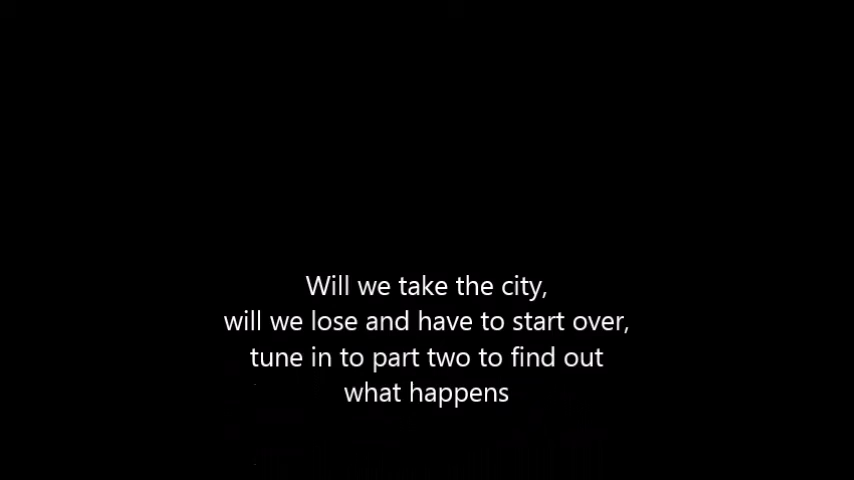 Will we take the city,
will we lose and have to start over,
tune in to part two to find out
what happens